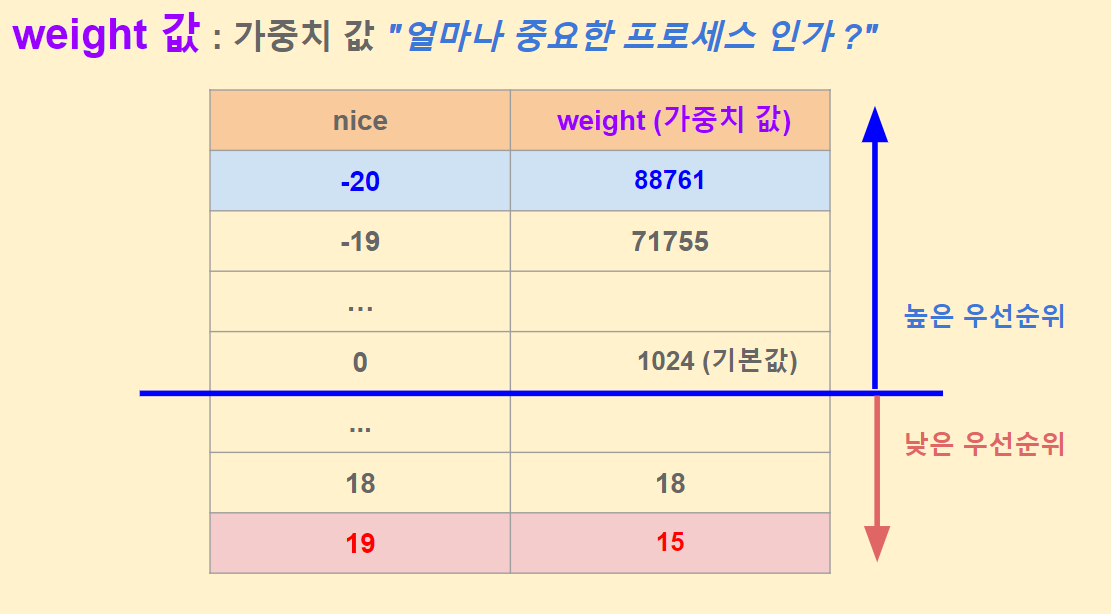 weight 값 : 가중치 값 "얼마나 중요한 프로세스 인가 ?"
nice weight (가중치 값)
-20 88761
-19 71755
...
높은 우선순위
0 1024 (기본값)
...
낮은 우선순위
18 18
19 15